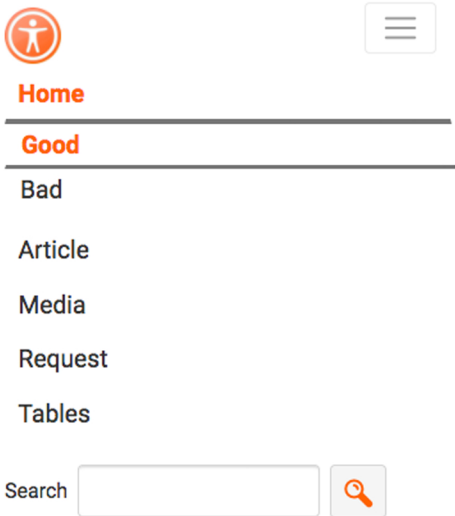 Home
Good
Bad
Article
Media
Request
Tables
Search